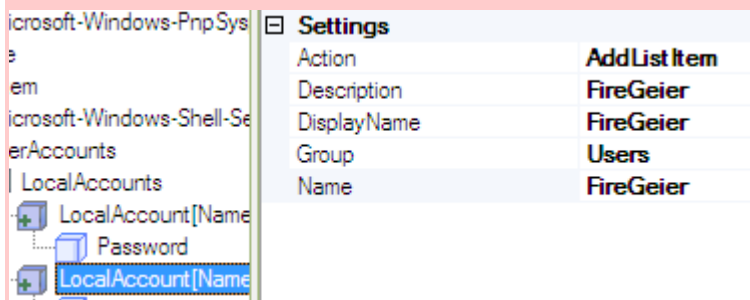 icrosoft-Windows-PnpSys
e
em
icrosoft-Windows-Shell-Se
erAccounts
LocalAccounts
LocalAccount[Name
Password
LocalAccount[Name
Settings
Action AddListItem
Description FireGeier
DisplayName FireGeier
Group Users
Name FireGeier